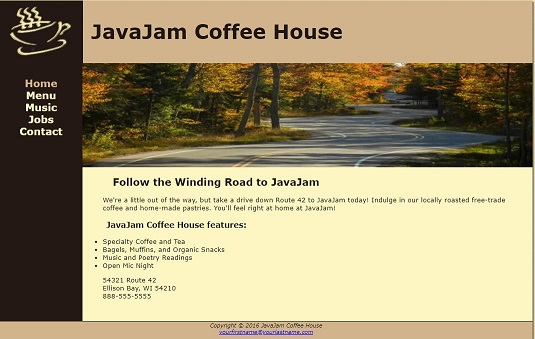 JavaJam Coffee House
Home
Menu
Music
Jobs
Contact
Follow the Winding Road to JavaJam
We're a little out of the way, but take a drive down Route 42 to JavaJam today! Indulge in our locally roasted free-trade
coffee and home-made pastries. You'll feel right at home at JavaJam!
JavaJam Coffee House features:
Specialty Coffee and Tea
Bagels, Muffins, and Organic Snacks
Music and Poetry Readings
Open Mic Night
54321 Route 42
Ellison Bay, WI 54210
888-555-5555
Copyright © 2016 JavaJam Coffee House
yourfirstname@yourlastname.com